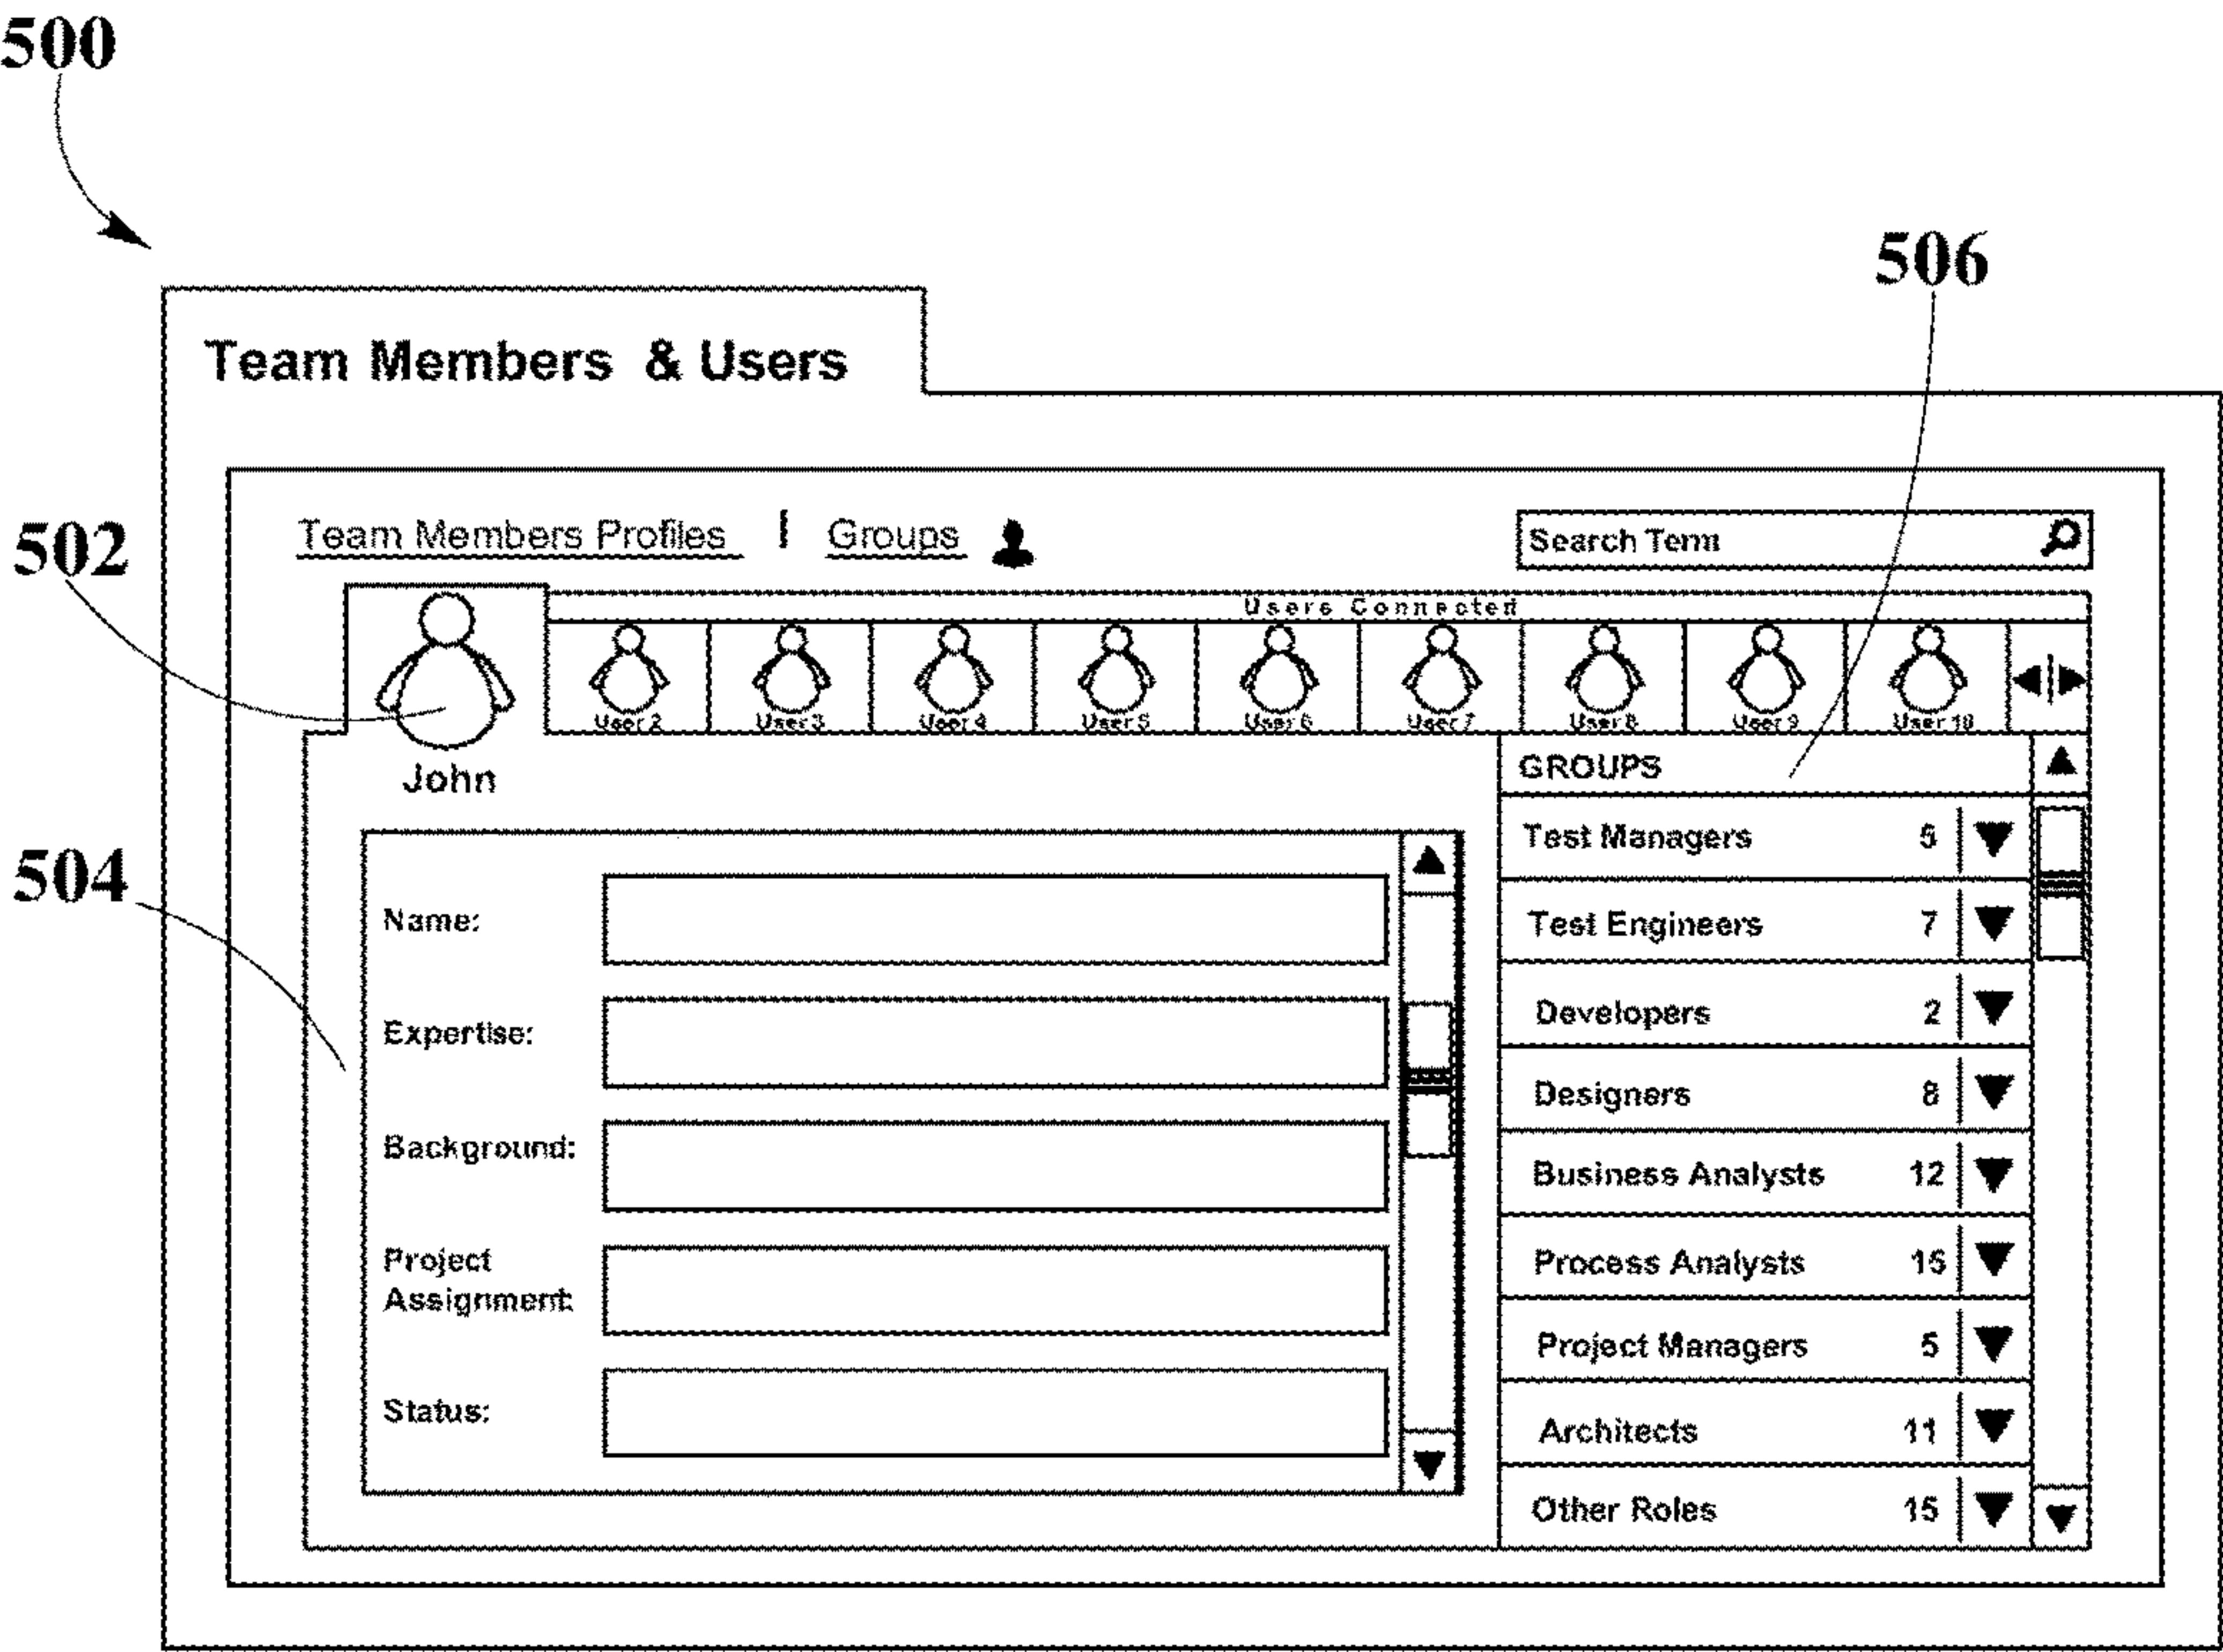 500
506
Team Members & Users
502
Team Members Profiles | Groups
Search Term
Users Connected
User 2 User 3 User 4 User 5 User 6 User 7 User 8 User 9 User 10
John
GROUPS
504
Test Managers 5
Test Engineers 7
Developers 2
Designers 8
Business Analysts 12
Process Analysts
Project Managers 5
Architects 11
Other Roles 15
Name:
Expertise:
Background:
Project
Assignment:
Status: